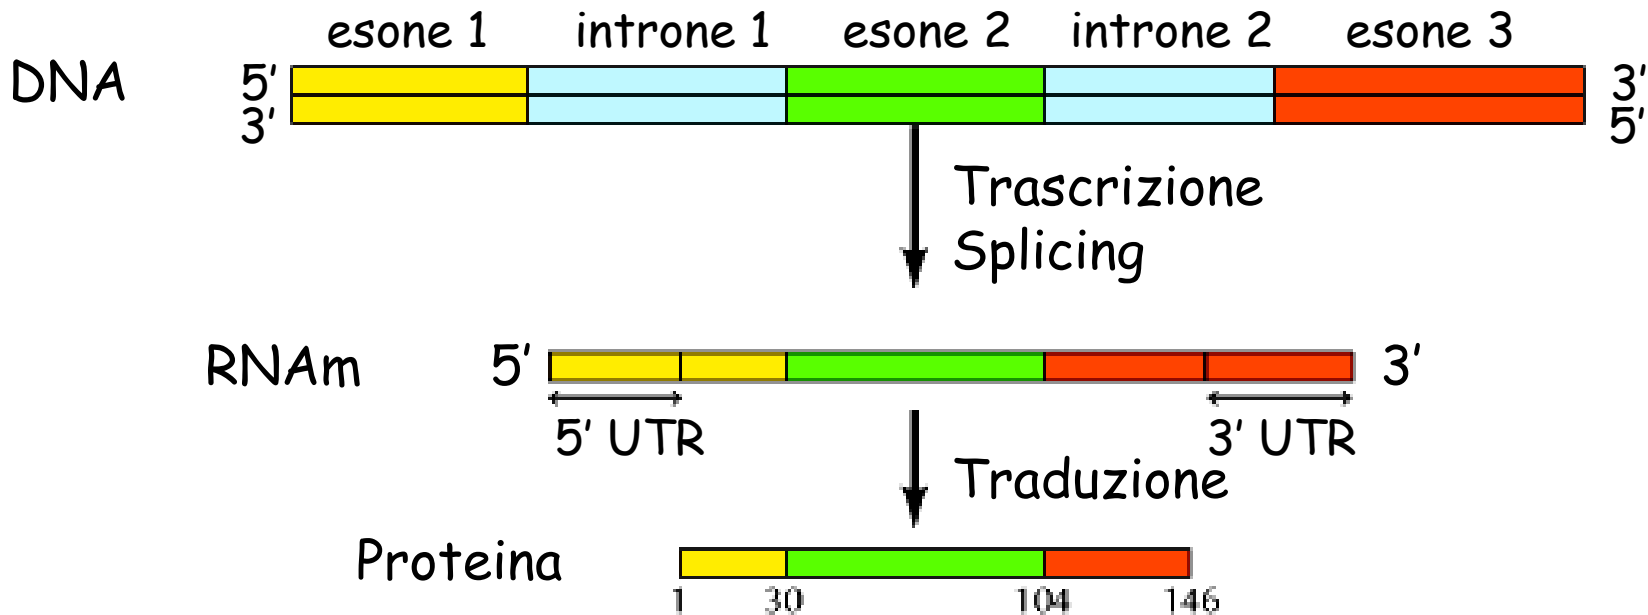 esone 1 introne 1 esone 2 introne 2 esone 3
DNA 5' 3'
3' 5'
Trascrizione
Splicing
RNAm 5' 3'
5' UTR 3' UTR
Traduzione
Proteina
1 30 104 146